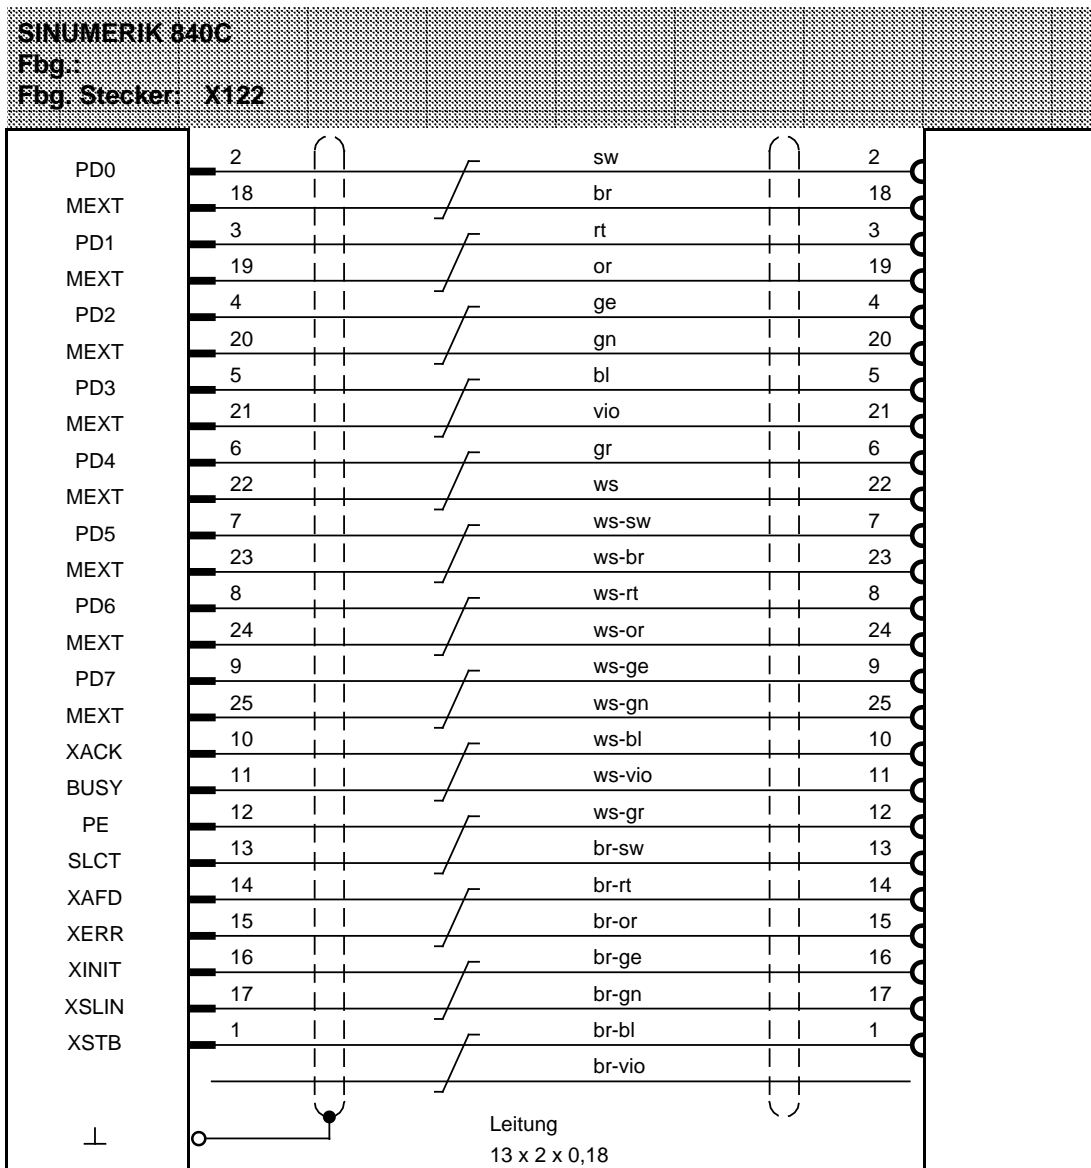 SINUMERIK 840C
Fbg.:
Fbg. Stecker: X122
PD0 2 sw 2
MEXT 18 br 18
PD1 3 rt 3
MEXT 19 or 19
PD2 4 ge 4
MEXT 20 gn 20
PD3 5 bl 5
MEXT 21 vio 21
PD4 6 gr 6
MEXT 22 ws 22
PD5 7 ws-sw 7
MEXT 23 ws-br 23
PD6 8 ws-rt 8
MEXT 24 ws-or 24
PD7 9 ws-ge 9
MEXT 25 ws-gn 25
XACK 10 ws-bl 10
BUSY 11 ws-vio 11
PE 12 ws-gr 12
SLCT 13 br-sw 13
XAFD 14 br-rt 14
XERR 15 br-or 15
XINIT 16 br-ge 16
XSLIN 17 br-gn 17
XSTB 1 br-bl 1
br-vio
Leitung
13 x 2 x 0,18